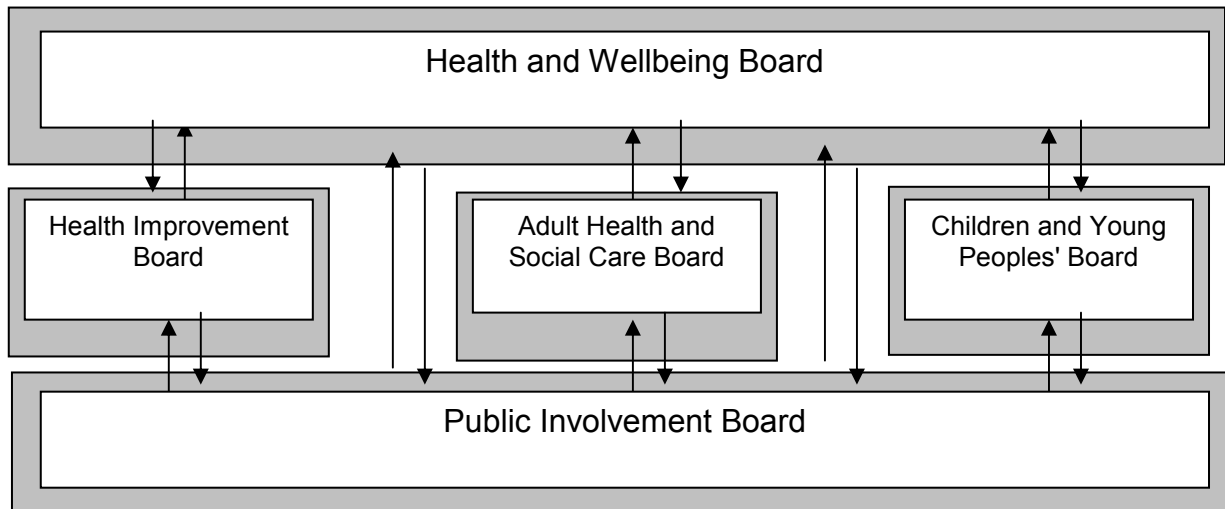 Health and Wellbeing Board
Health Improvement
Board
Adult Health and
Social Care Board
Children and Young
Peoples' Board
Public Involvement Board